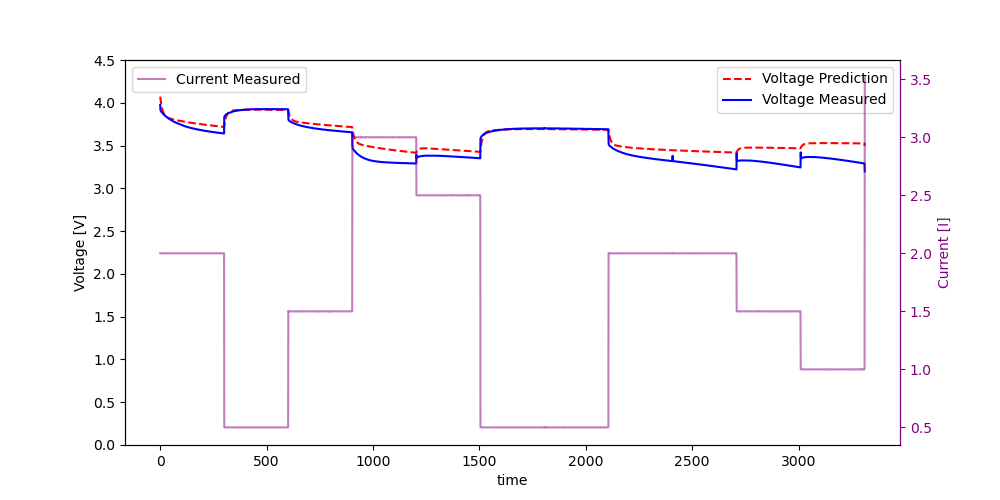 Current Measured
Voltage Prediction
Voltage Measured
4.5
4.0
3.5
3.0
2.5
2.0
1.5
1.0
0.5
0.0
Voltage [V]
3.5
3.0
2.5
2.0
1.5
1.0
0.5
Current [I]
0 500 1000 1500 2000 2500 3000
time